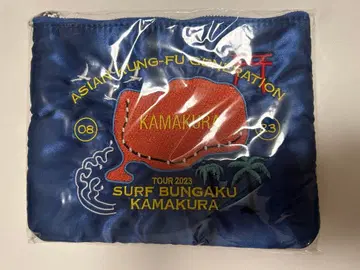 ASIAN KUNG-FU GENERATION
08
KAMAKURA
23
TOUR 2023
SURF BUNGAKU
KAMAKURA